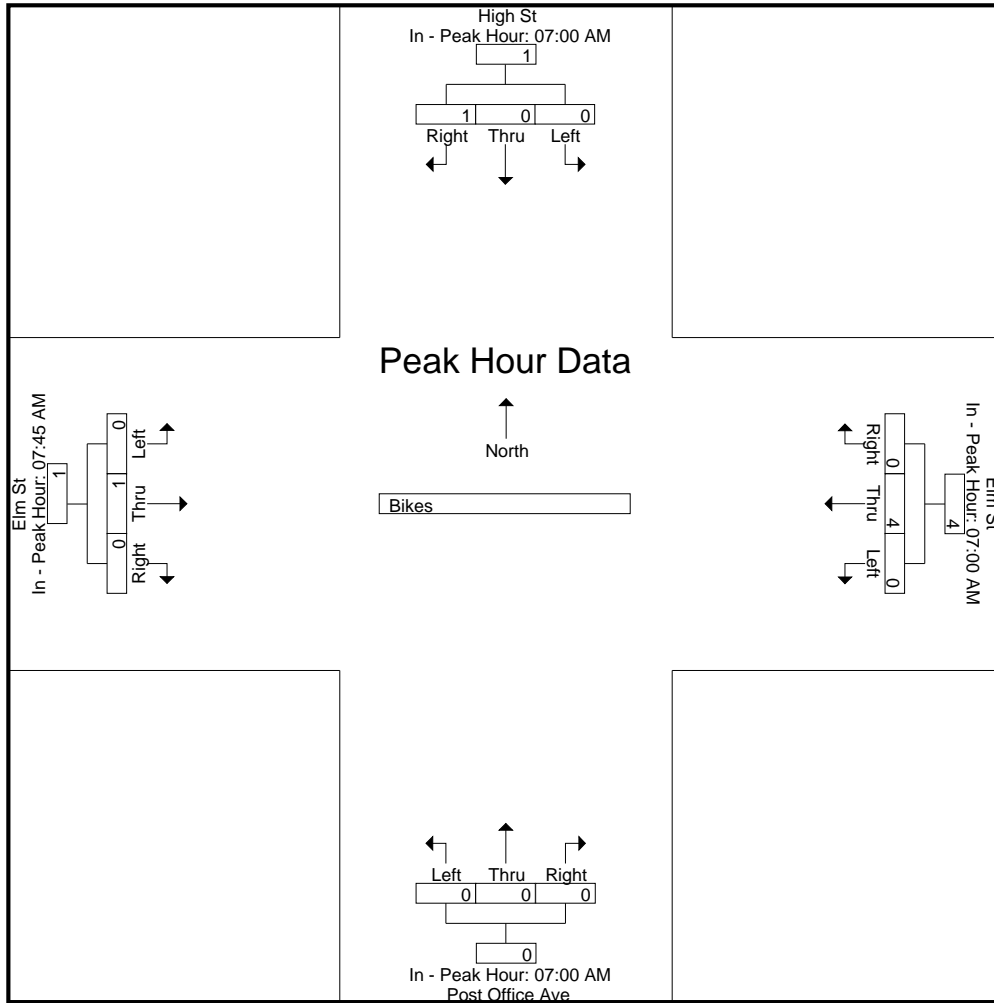 High St
In - Peak Hour: 07:00 AM
1
1 0 0
Right Thru Left
Peak Hour Data
North
Bikes
Elm St
In - Peak Hour: 07:45 AM
1
0 1 0
Left Thru Right
Elm St
In - Peak Hour: 07:00 AM
4
0 4 0
Right Thru Left
Left Thru Right
0 0 0
0
In - Peak Hour: 07:00 AM
Post Office Ave